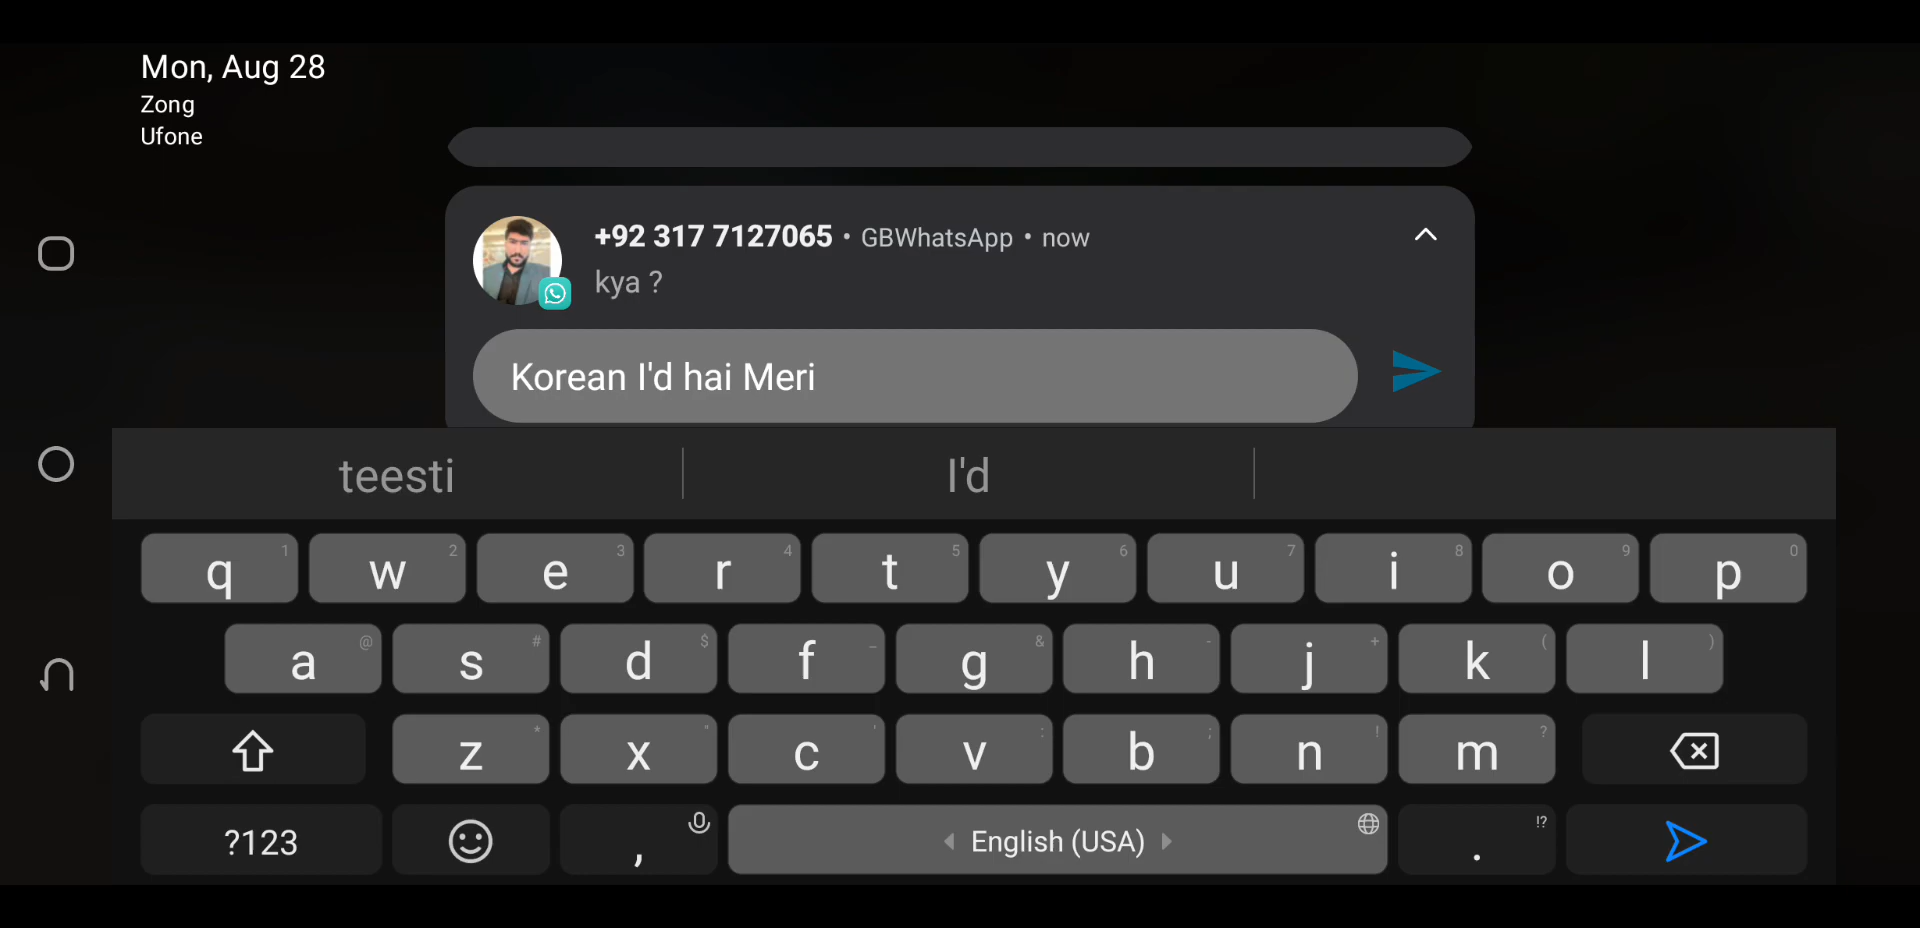 Mon, Aug 28
Zong
Ufone
+92 317 7127065 • GBWhatsApp • now
kya ?
Korean I'd hai Meri
teesti I'd
q 1 w 2 e 3 r 4 t 5 y 6 u 7 i 8 o 9 p 0
a @ s # d $ f _ g & h - j + k ( l )
z * x " c ' v : b ; n ! m ?
?123 , English (USA) . !?